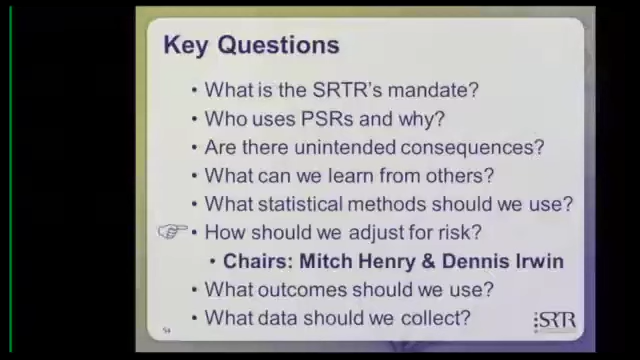 Key Questions
• What is the SRTR's mandate?
• Who uses PSRs and why?
• Are there unintended consequences?
• What can we learn from others?
• What statistical methods should we use?
• How should we adjust for risk?
• Chairs: Mitch Henry & Dennis Irwin
• What outcomes should we use?
• What data should we collect?
SRTR